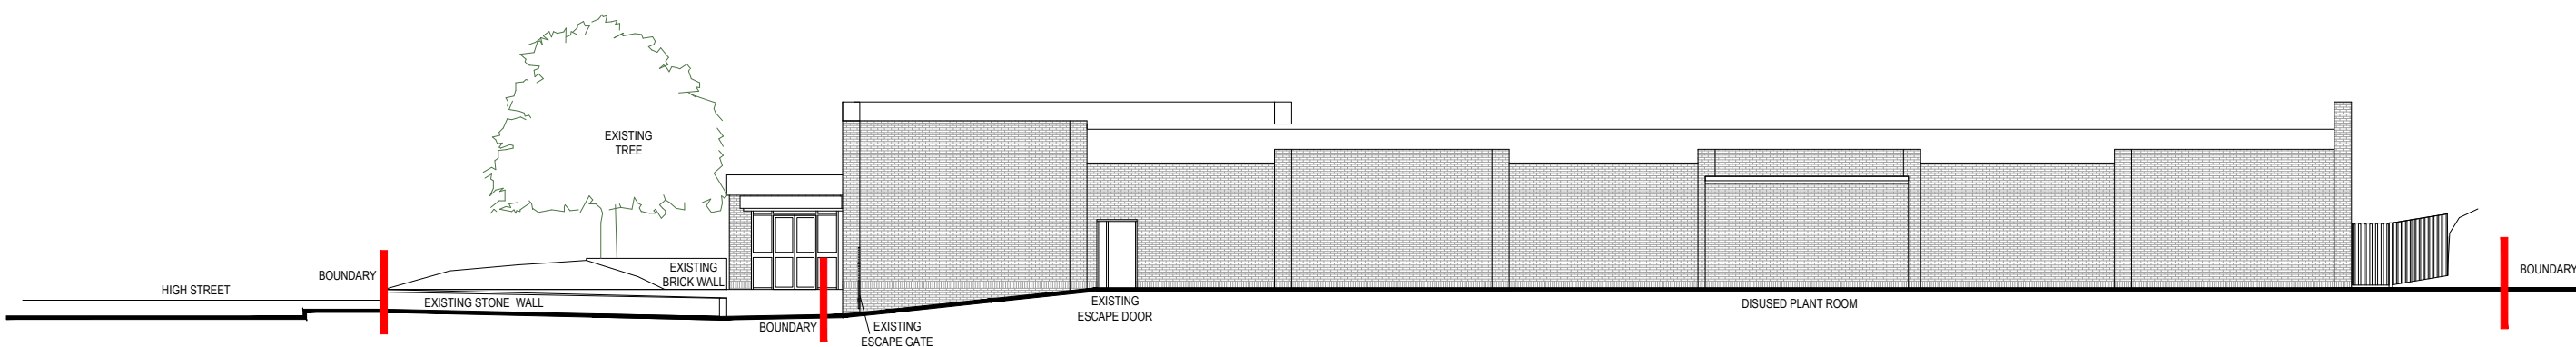 EXISTING
TREE
BOUNDARY
HIGH STREET
EXISTING
BRICK WALL
EXISTING STONE WALL
BOUNDARY
EXISTING
ESCAPE GATE
EXISTING
ESCAPE DOOR
DISUSED PLANT ROOM
BOUNDARY